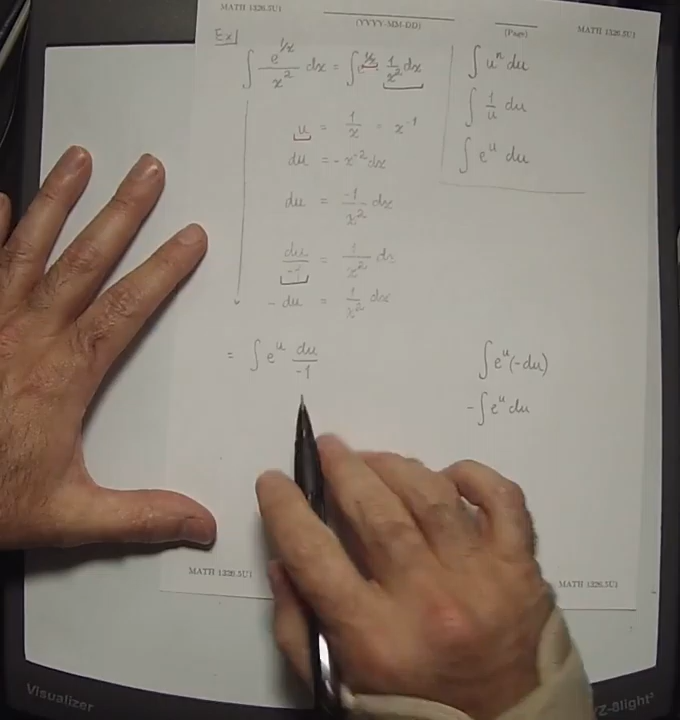 MATH 1326.5U1 (YYYY-MM-DD) (Page) MATH 1326.5U1
Ex1
∫ e^{1/x}/x² dx = ∫ e^{1/x} 1/x² dx
u = 1/x = x⁻¹
du = -x⁻² dx
du = -1/x² dx
du/-1 = 1/x² dx
-du = 1/x² dx
= ∫ e^u du/-1
∫ uⁿ du
∫ 1/u du
∫ e^u du
∫ e^u (-du)
-∫ e^u du
MATH 1326.5U1 MATH 1326.5U1
Visualizer